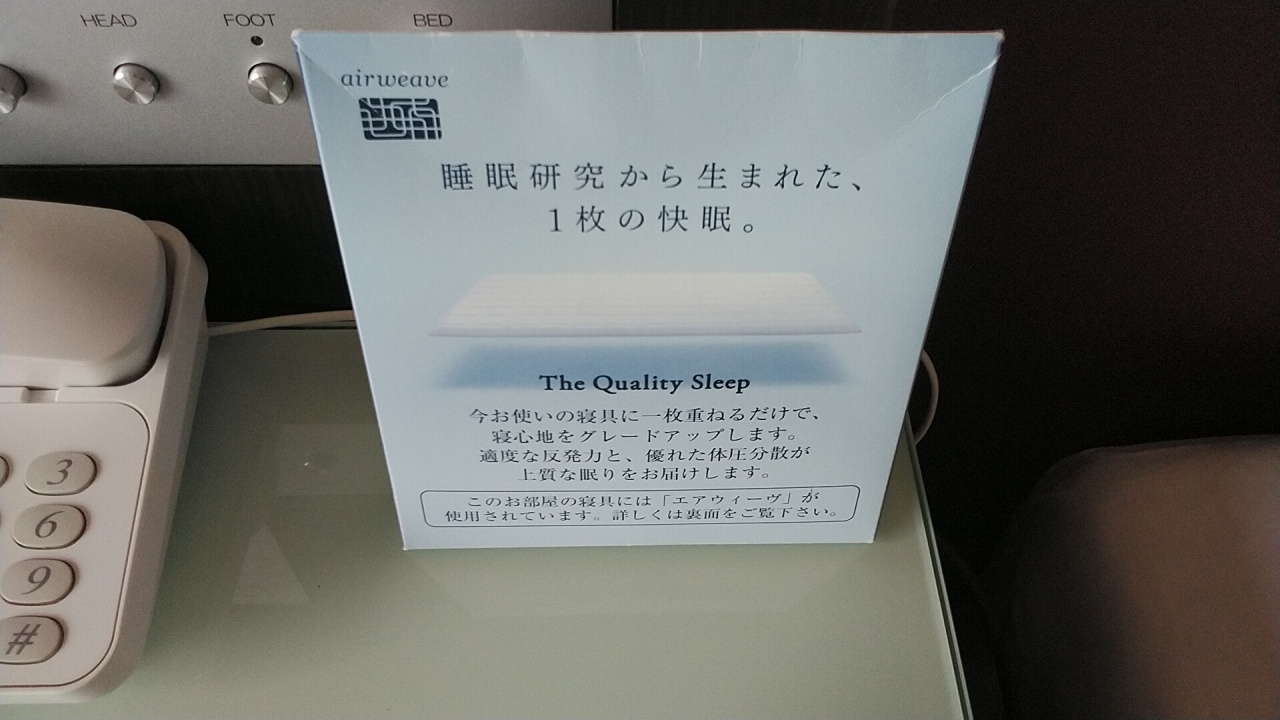 HEAD FOOT BED
airweave
睡眠研究から生まれた、
1枚の快眠。
The Quality Sleep
今お使いの寝具に一枚重ねるだけで、
寝心地をグレードアップします。
適度な反発力と、優れた体圧分散が
上質な眠りをお届けします。
このお部屋の寝具には「エアウィーヴ」が
使用されています。詳しくは裏面をご覧下さい。
3
6
9
#